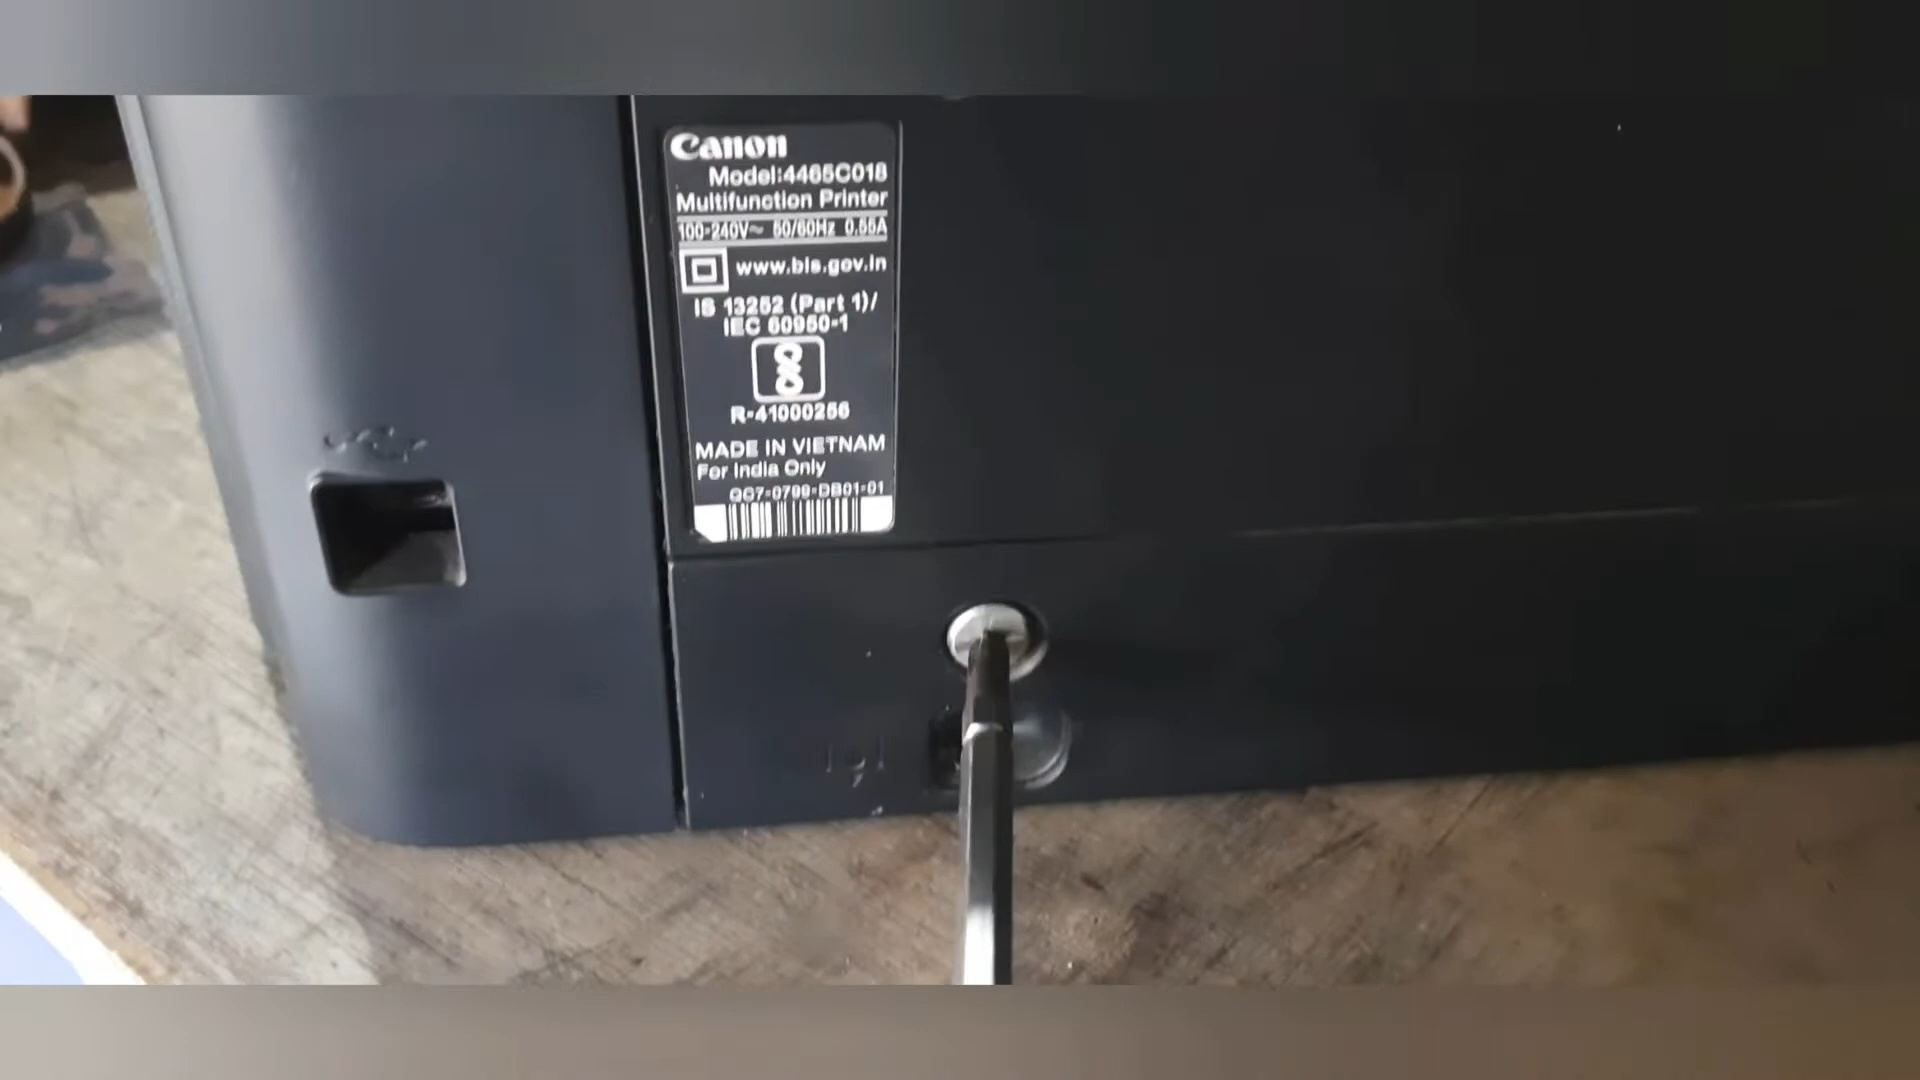 Canon
Model:4465C018
Multifunction Printer
100-240V~ 50/60Hz 0.55A
www.bis.gov.in
IS 13252 (Part 1)/
IEC 60950-1
R-41000256
MADE IN VIETNAM
For India Only
QC7-0799-DB01-01